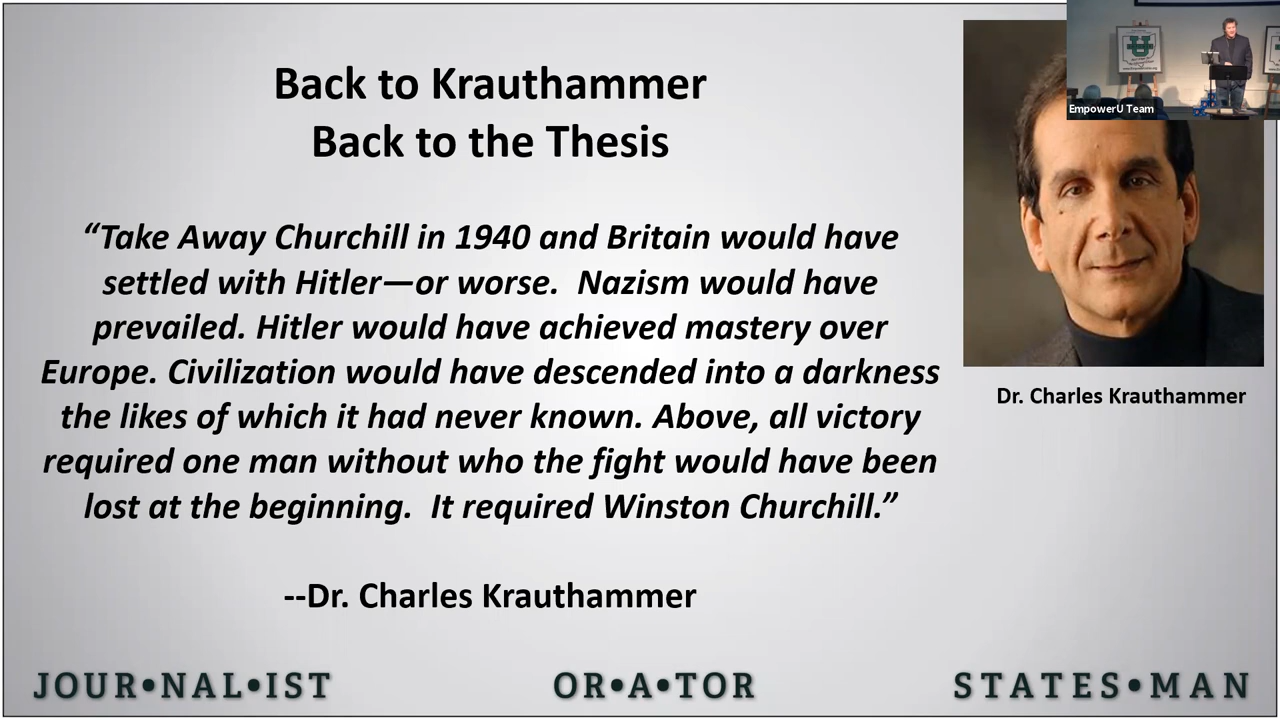 Back to Krauthammer
Back to the Thesis
“Take Away Churchill in 1940 and Britain would have
settled with Hitler—or worse.  Nazism would have
prevailed. Hitler would have achieved mastery over
Europe. Civilization would have descended into a darkness
the likes of which it had never known. Above, all victory
required one man without who the fight would have been
lost at the beginning.  It required Winston Churchill.”
--Dr. Charles Krauthammer
Dr. Charles Krauthammer
EmpowerU Team
JOUR•NAL•IST
OR•A•TOR
STATES•MAN